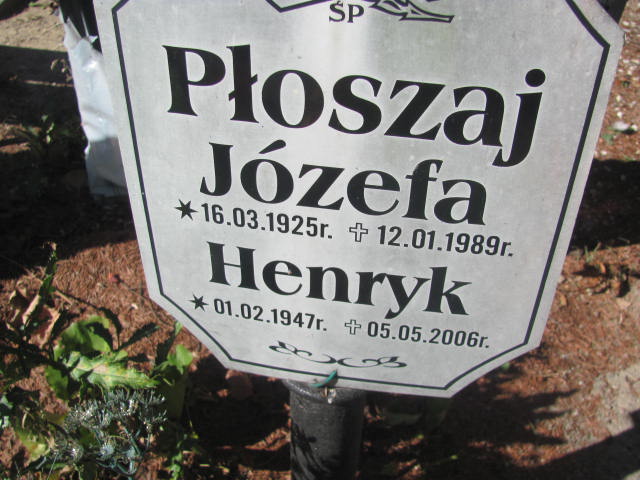 ŚP
Płoszaj
Józefa
16.03.1925r. 12.01.1989r.
Henryk
01.02.1947r. 05.05.2006r.